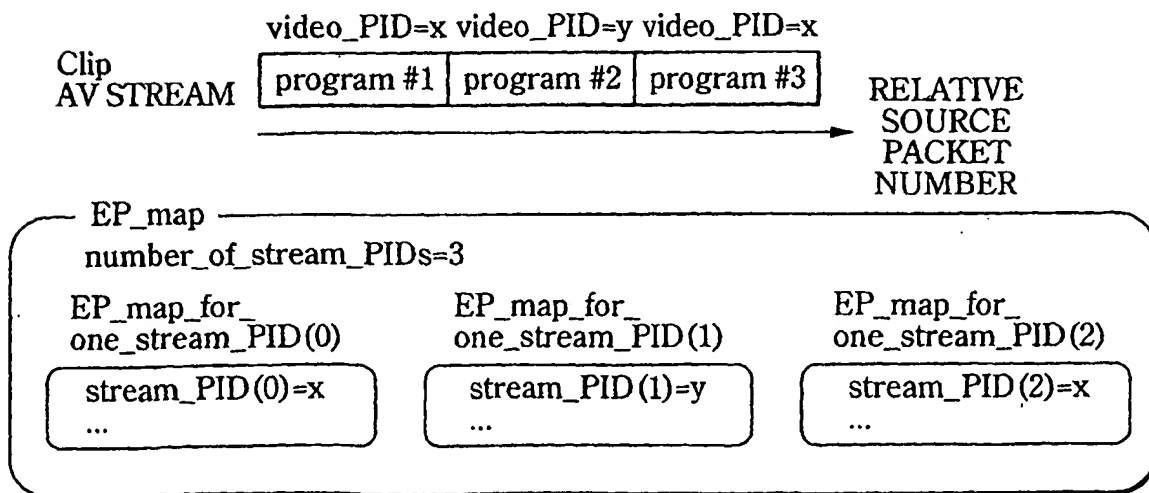 video_PID=x video_PID=y video_PID=x
Clip
AV STREAM
program #1 program #2 program #3
RELATIVE
SOURCE
PACKET
NUMBER
EP_map
number_of_stream_PIDs=3
EP_map_for_
one_stream_PID(0)
EP_map_for_
one_stream_PID(1)
EP_map_for_
one_stream_PID(2)
stream_PID(0)=x
...
stream_PID(1)=y
...
stream_PID(2)=x
...